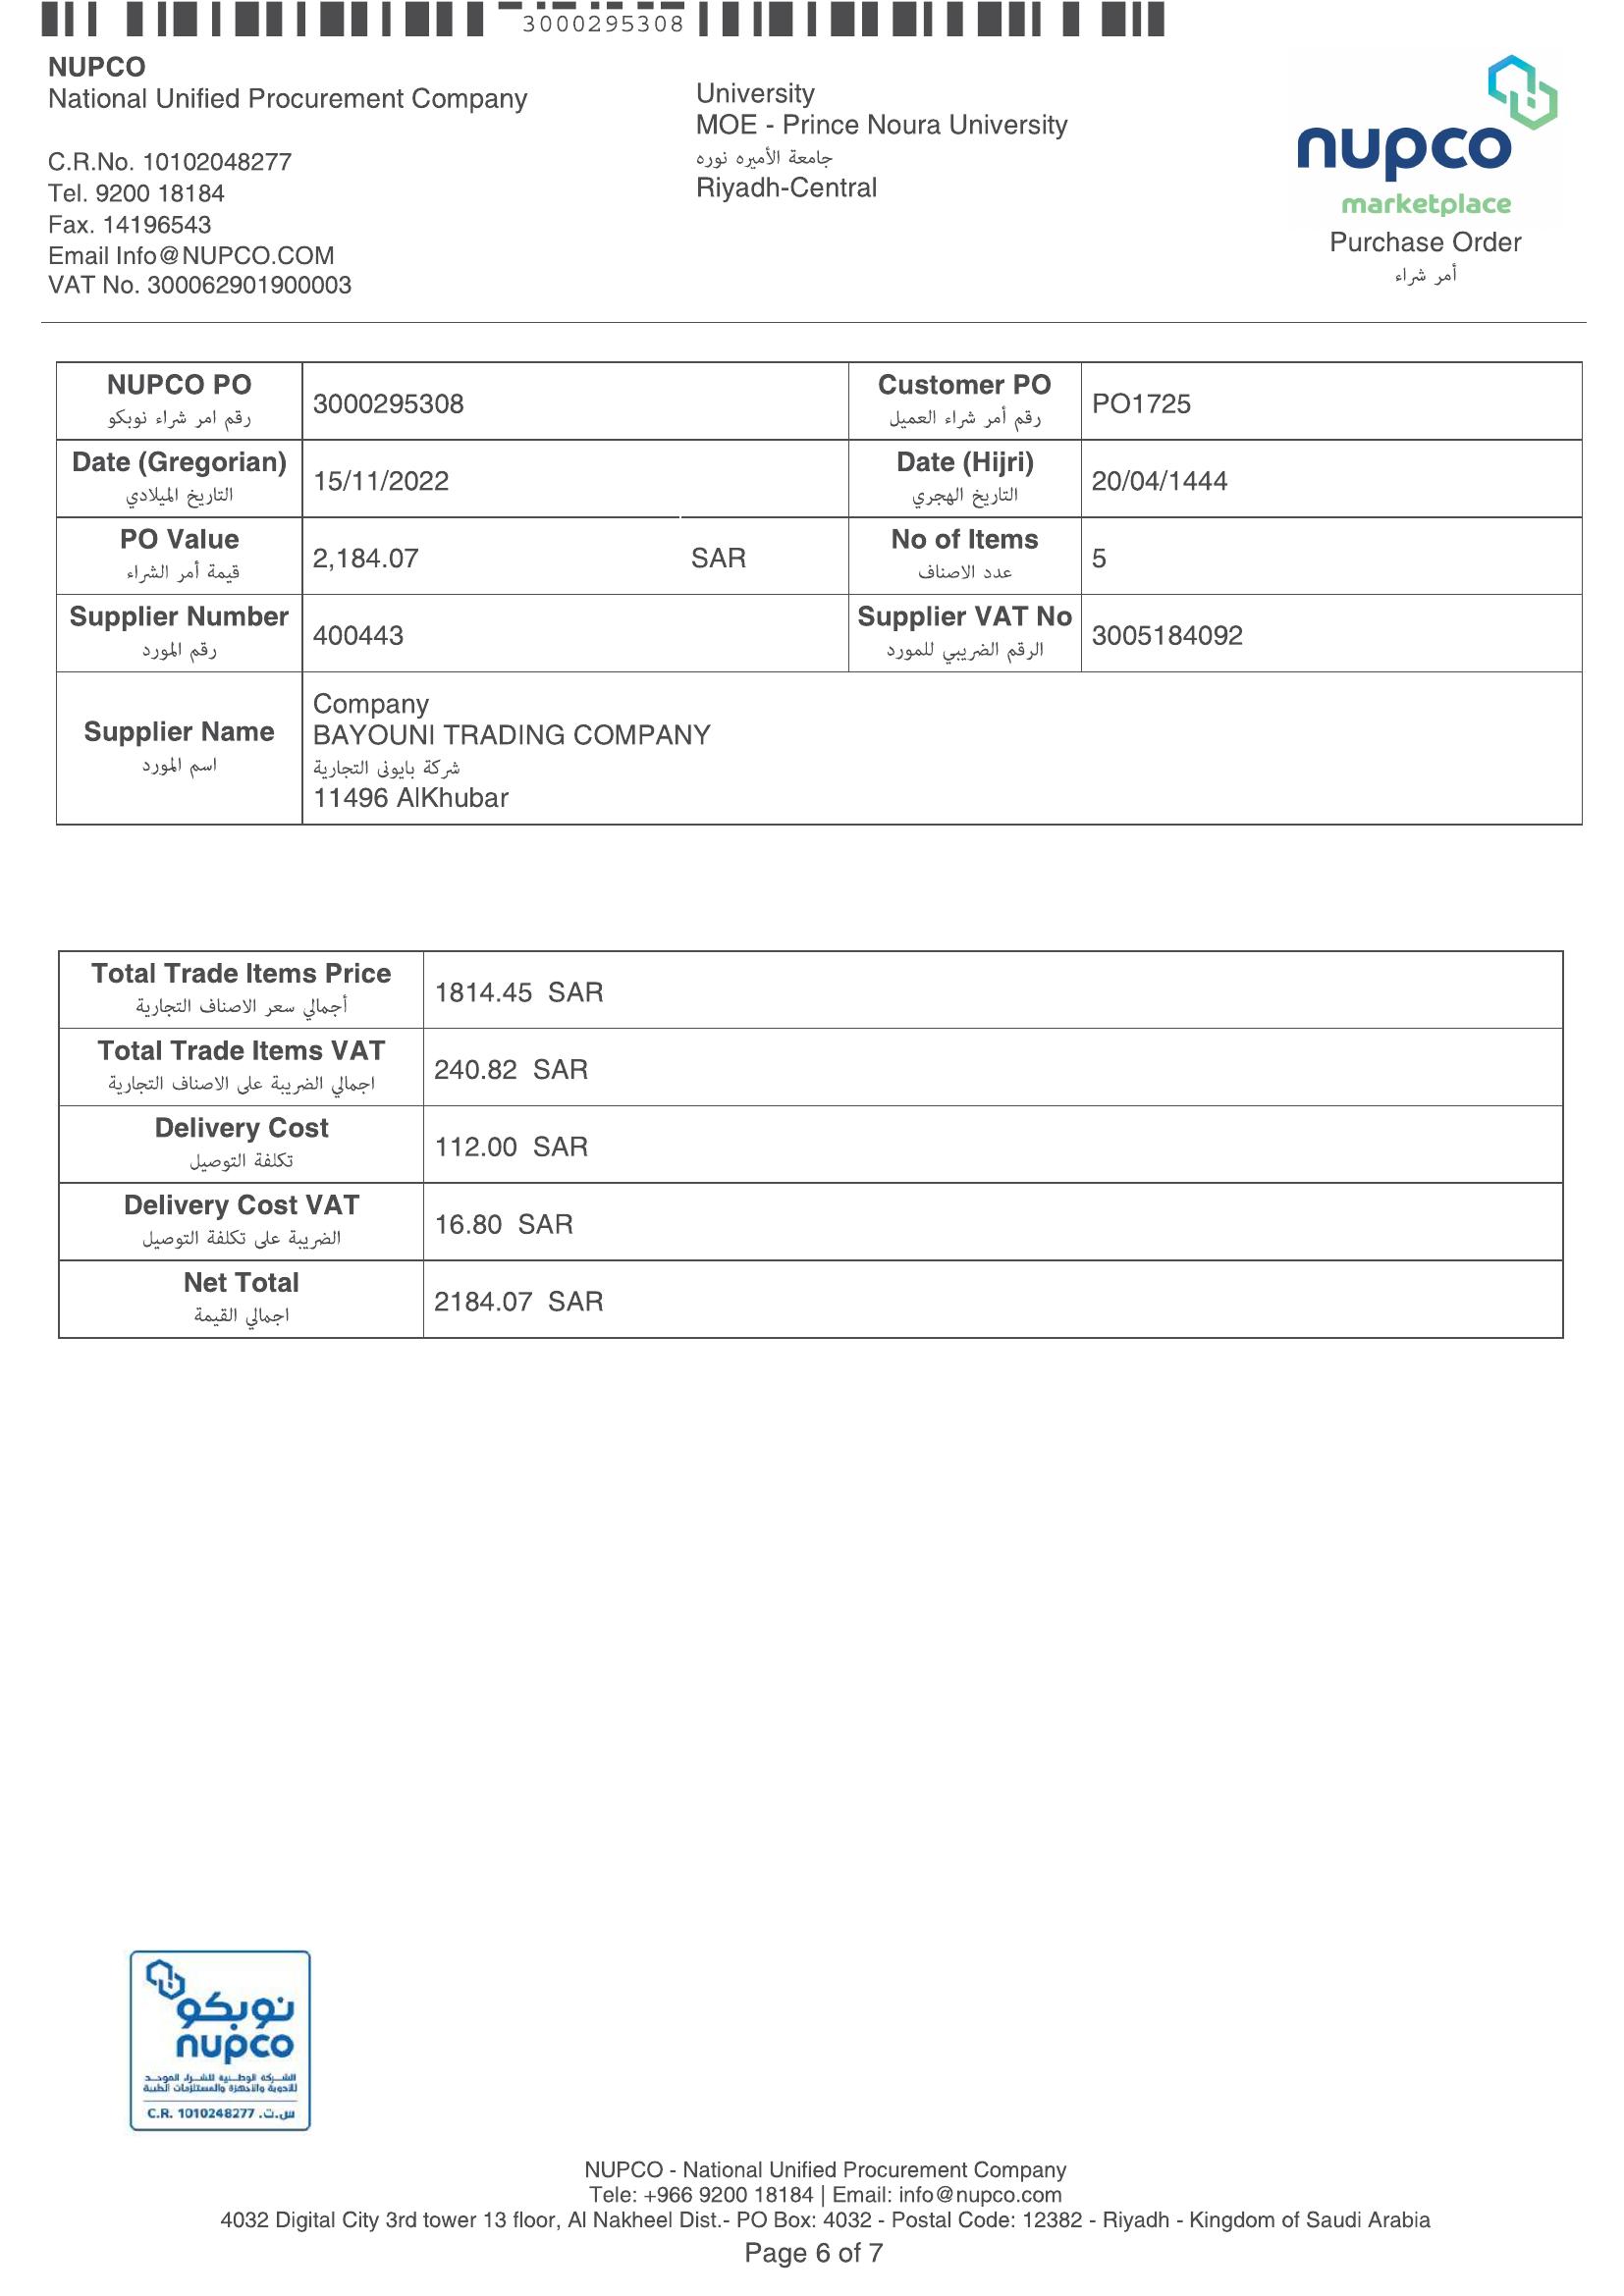 3000295308
NUPCO
National Unified Procurement Company
C.R.No. 10102048277
Tel. 9200 18184
Fax. 14196543
Email Info@NUPCO.COM
VAT No. 300062901900003
University
MOE - Prince Noura University
جامعة الأميره نوره
Riyadh-Central
nupco
marketplace
Purchase Order
أمر شراء
NUPCO PO
رقم امر شراء نوبكو
3000295308
Customer PO
رقم أمر شراء العميل
PO1725
Date (Gregorian)
التاريخ الميلادي
15/11/2022
Date (Hijri)
التاريخ الهجري
20/04/1444
PO Value
قيمة أمر الشراء
2,184.07 SAR
No of Items
عدد الاصناف
5
Supplier Number
رقم المورد
400443
Supplier VAT No
الرقم الضريبي للمورد
3005184092
Supplier Name
اسم المورد
Company
BAYOUNI TRADING COMPANY
شركة بايونى التجارية
11496 AlKhubar
Total Trade Items Price
أجمالي سعر الاصناف التجارية
1814.45 SAR
Total Trade Items VAT
اجمالي الضريبة على الاصناف التجارية
240.82 SAR
Delivery Cost
تكلفة التوصيل
112.00 SAR
Delivery Cost VAT
الضريبة على تكلفة التوصيل
16.80 SAR
Net Total
اجمالي القيمة
2184.07 SAR
نوبكو
nupco
الشركة الوطنية للشراء الموحد
للأدوية والأجهزة والمستلزمات الطبية
C.R. 1010248277 س.ت.
NUPCO - National Unified Procurement Company
Tele: +966 9200 18184 | Email: info@nupco.com
4032 Digital City 3rd tower 13 floor, Al Nakheel Dist.- PO Box: 4032 - Postal Code: 12382 - Riyadh - Kingdom of Saudi Arabia
Page 6 of 7